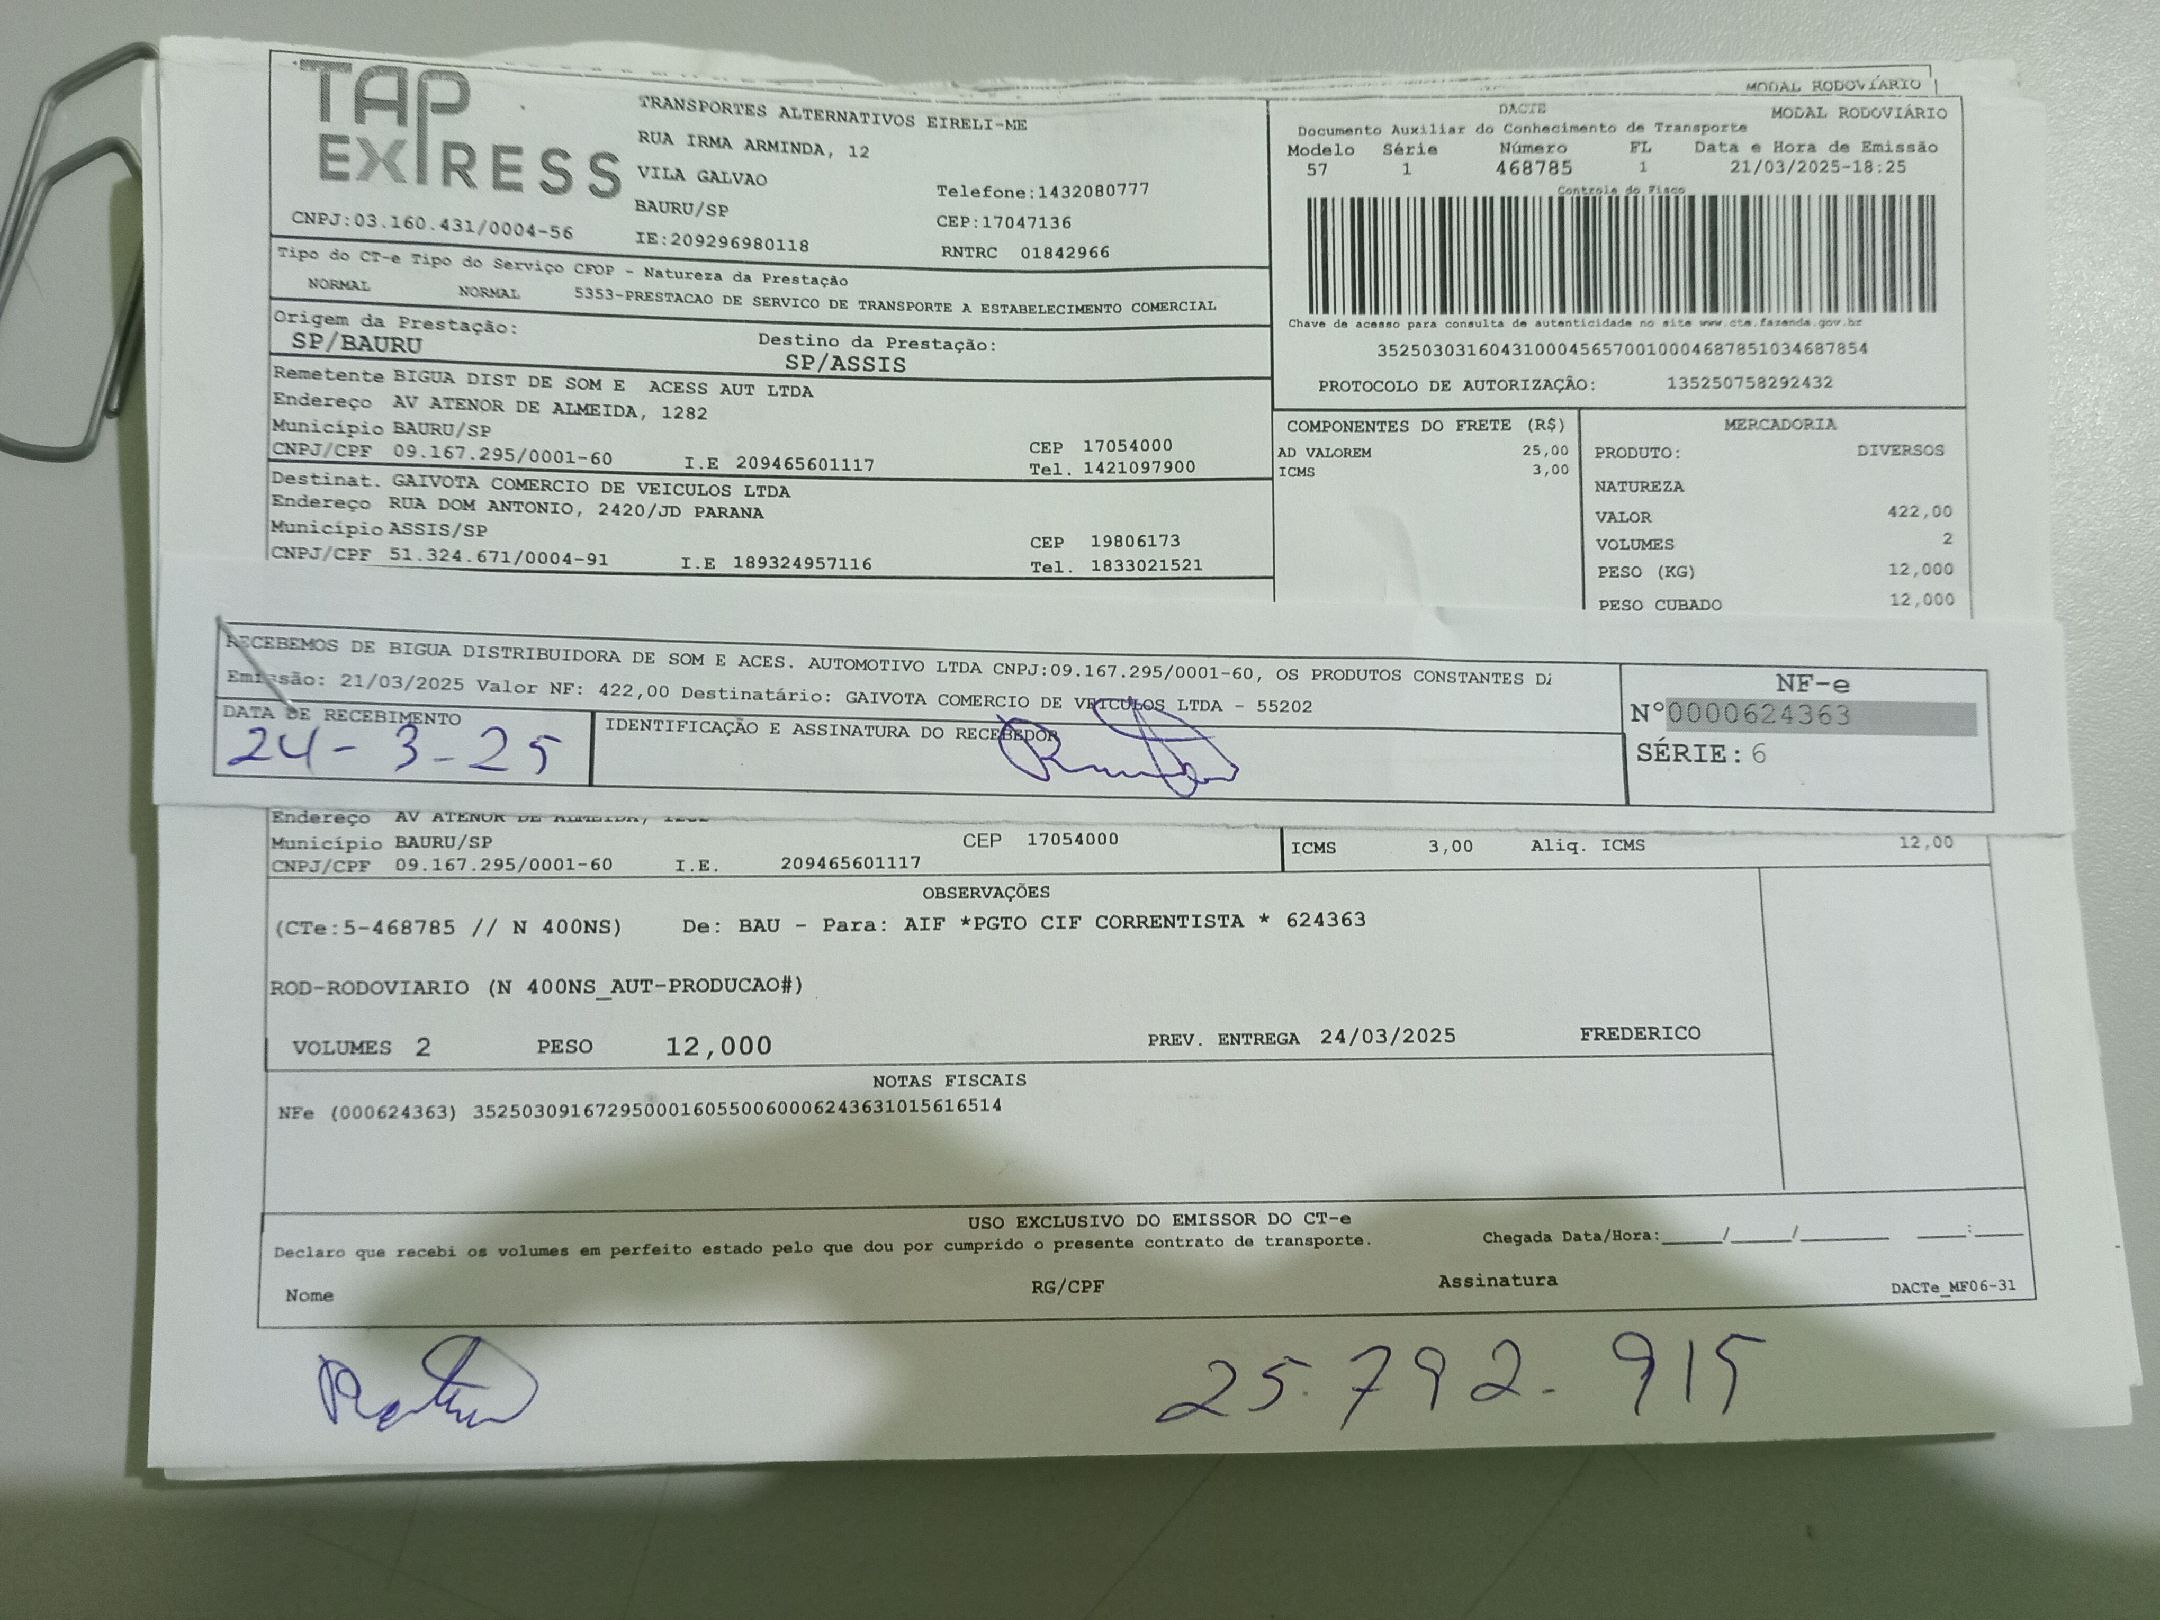 TAP EXPRESS
TRANSPORTES ALTERNATIVOS EIRELI-ME
RUA IRMA ARMINDA, 12
VILA GALVAO
BAURU/SP
Telefone:1432080777
CEP:17047136
CNPJ:03.160.431/0004-56
IE:209296980118
RNTRC 01842966
MODAL RODOVIÁRIO
DACTE
MODAL RODOVIÁRIO
Documento Auxiliar do Conhecimento de Transporte
Modelo Série Número FL Data e Hora de Emissão
57 1 468785 1 21/03/2025-18:25
Controle do Fisco
Chave de acesso para consulta de autenticidade no site www.cte.fazenda.gov.br
35250303160431000456570010004687851034687854
PROTOCOLO DE AUTORIZAÇÃO: 135250758292432
Tipo do CT-e Tipo do Serviço CFOP - Natureza da Prestação
NORMAL NORMAL 5353-PRESTACAO DE SERVICO DE TRANSPORTE A ESTABELECIMENTO COMERCIAL
Origem da Prestação:
SP/BAURU
Destino da Prestação:
SP/ASSIS
Remetente BIGUA DIST DE SOM E ACESS AUT LTDA
Endereço AV ATENOR DE ALMEIDA, 1282
Município BAURU/SP
CEP 17054000
CNPJ/CPF 09.167.295/0001-60 I.E 209465601117 Tel. 1421097900
Destinat. GAIVOTA COMERCIO DE VEICULOS LTDA
Endereço RUA DOM ANTONIO, 2420/JD PARANA
Município ASSIS/SP
CEP 19806173
CNPJ/CPF 51.324.671/0004-91 I.E 189324957116 Tel. 1833021521
COMPONENTES DO FRETE (R$)
AD VALOREM 25,00
ICMS 3,00
MERCADORIA
PRODUTO: DIVERSOS
NATUREZA
VALOR 422,00
VOLUMES 2
PESO (KG) 12,000
PESO CUBADO 12,000
RECEBEMOS DE BIGUA DISTRIBUIDORA DE SOM E ACES. AUTOMOTIVO LTDA CNPJ:09.167.295/0001-60, OS PRODUTOS CONSTANTES
Emissão: 21/03/2025 Valor NF: 422,00 Destinatário: GAIVOTA COMERCIO DE VEICULOS LTDA - 55202
DATA DE RECEBIMENTO
24-3-25
IDENTIFICAÇÃO E ASSINATURA DO RECEBEDOR
NF-e
N°0000624363
SÉRIE: 6
Endereço AV ATENOR DE ALMEIDA, 1282
Município BAURU/SP CEP 17054000
CNPJ/CPF 09.167.295/0001-60 I.E. 209465601117
ICMS 3,00 Aliq. ICMS 12,00
OBSERVAÇÕES
(CTe:5-468785 // N 400NS) De: BAU - Para: AIF *PGTO CIF CORRENTISTA * 624363
ROD-RODOVIARIO (N 400NS_AUT-PRODUCAO#)
VOLUMES 2 PESO 12,000 PREV. ENTREGA 24/03/2025 FREDERICO
NOTAS FISCAIS
NFe (000624363) 35250309167295000160550060006243631015616514
USO EXCLUSIVO DO EMISSOR DO CT-e
Declaro que recebi os volumes em perfeito estado pelo que dou por cumprido o presente contrato de transporte.
Chegada Data/Hora:____/____/______ ____:____
Nome RG/CPF Assinatura
DACTe_MF06-31
25.792.915